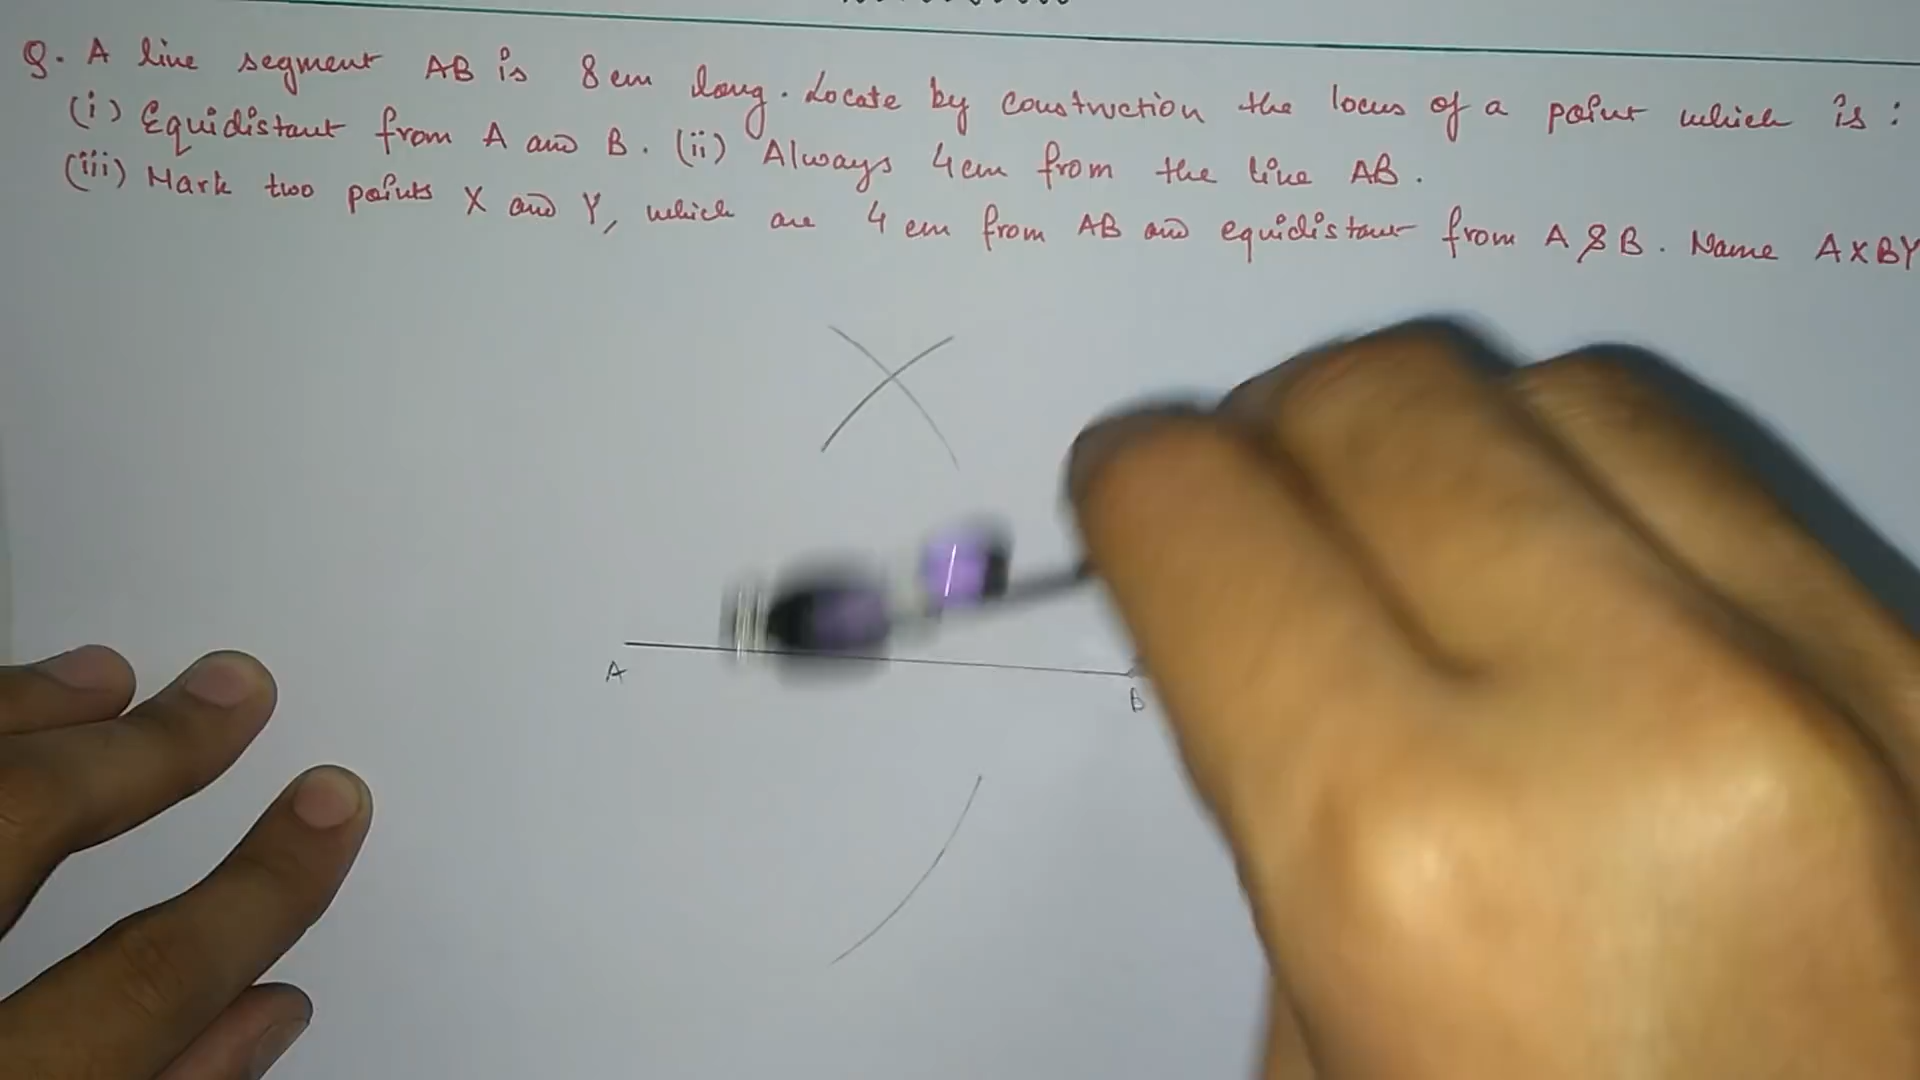 Q. A line segment AB is 8 cm long. Locate by construction the locus of a point which is:
(i) Equidistant from A and B. (ii) Always 4 cm from the line AB.
(iii) Mark two points X and Y, which are 4 cm from AB and equidistant from A & B. Name AXBY
A
B